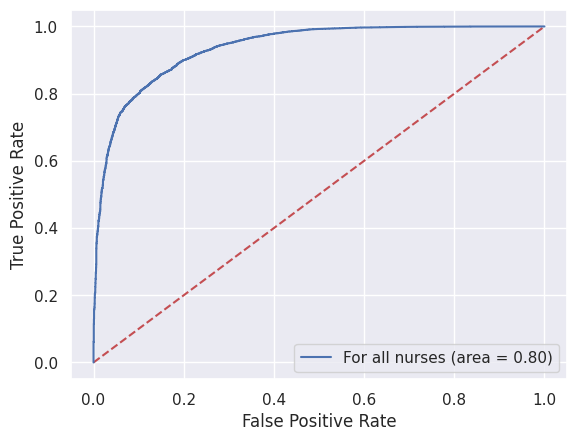 1.0
0.8
0.6
0.4
0.2
0.0
True Positive Rate
For all nurses (area = 0.80)
0.0 0.2 0.4 0.6 0.8 1.0
False Positive Rate